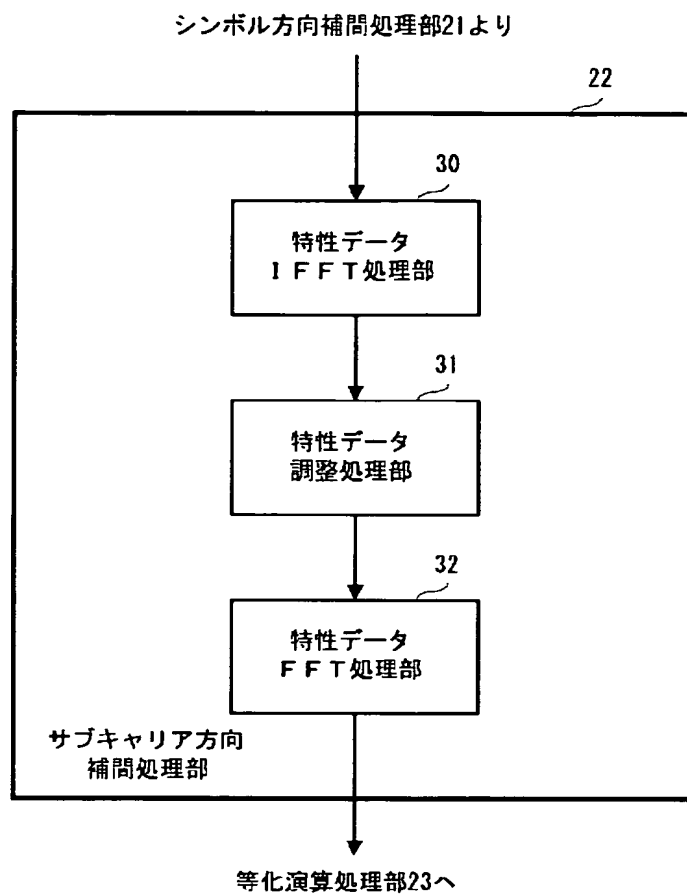 シンボル方向補間処理部21より
22
30
特性データ
IFFT処理部
31
特性データ
調整処理部
32
特性データ
FFT処理部
サブキャリア方向
補間処理部
等化演算処理部23へ